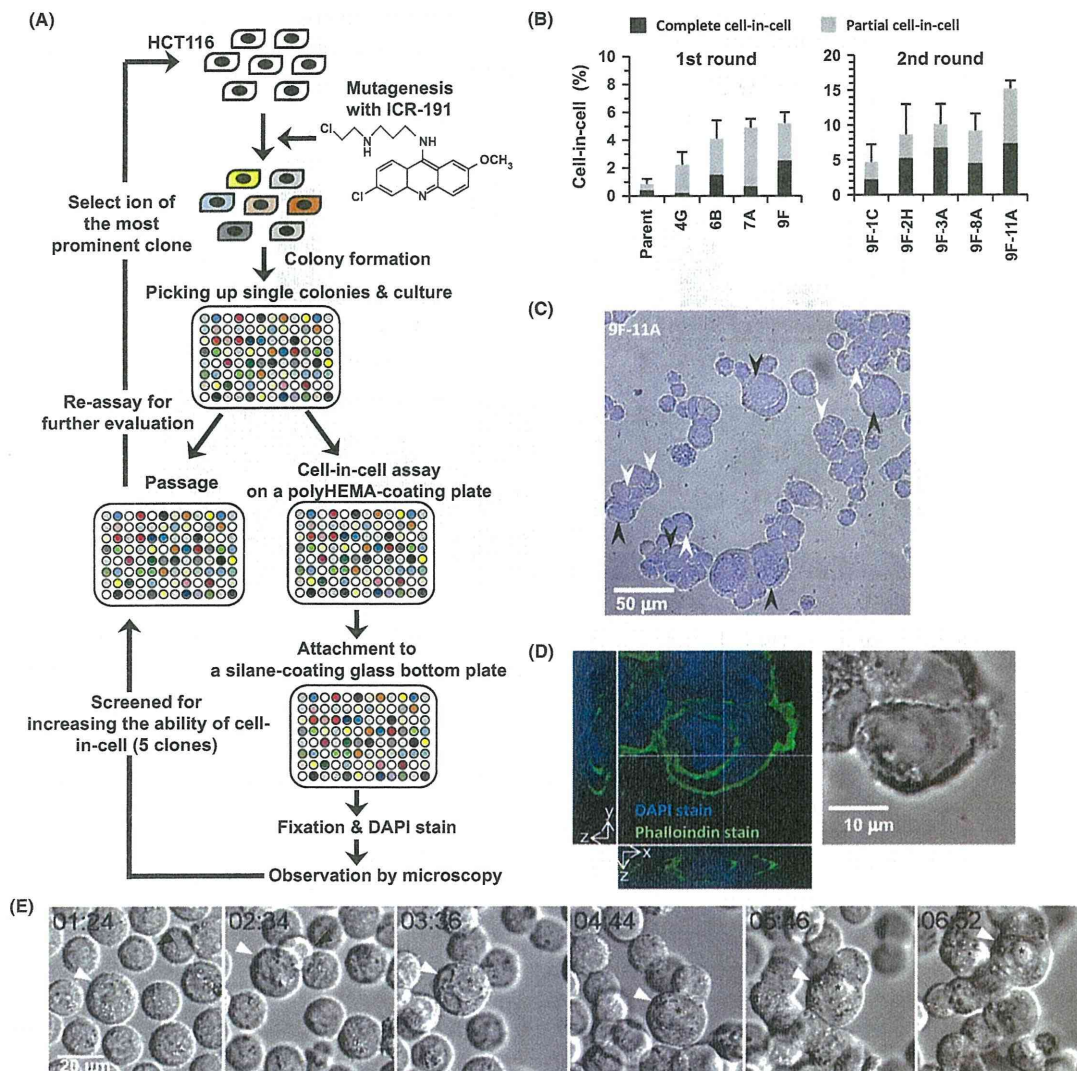 (A)
HCT116
Mutagenesis
with ICR-191
Cl
N
H
HN
OCH3
Cl
N
Select ion of
the most
prominent clone
Colony formation
Picking up single colonies & culture
Re-assay for
further evaluation
Passage
Cell-in-cell assay
on a polyHEMA-coating plate
Attachment to
a silane-coating glass bottom plate
Screened for
increasing the ability of cell-
in-cell (5 clones)
Fixation & DAPI stain
Observation by microscopy
(B)
Complete cell-in-cell
Partial cell-in-cell
Cell-in-cell (%)
1st round
10
8
6
4
2
0
Parent
4G
6B
7A
9F
2nd round
20
15
10
5
0
9F-1C
9F-2H
9F-3A
9F-8A
9F-11A
(C)
9F-11A
50 μm
(D)
DAPI stain
Phalloindin stain
y
z
x
z
10 μm
(E)
01:24
02:34
03:36
04:44
05:46
06:52
20 μm